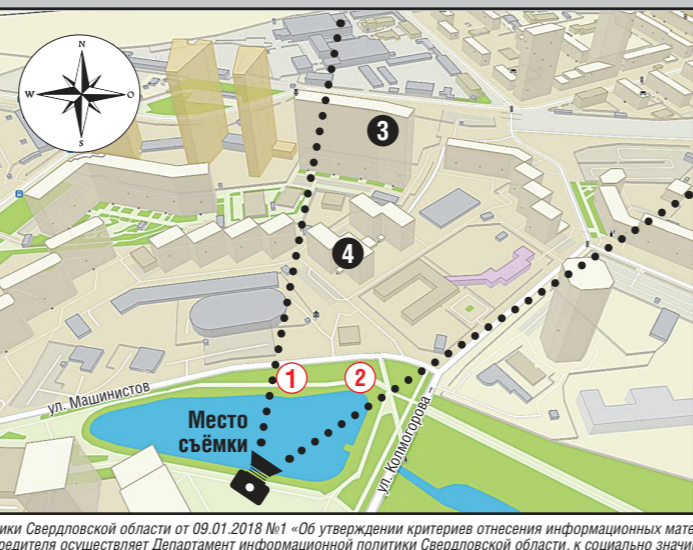 N
W
O
S
3
4
1
2
ул. Машинистов
Место
съёмки
ул. Колмогорова
ики Свердловской области от 09.01.2018 №1 «Об утверждении критериев отнесения информационных мате
редителя осуществляет Департамент информационной политики Свердловской области, к социально значи